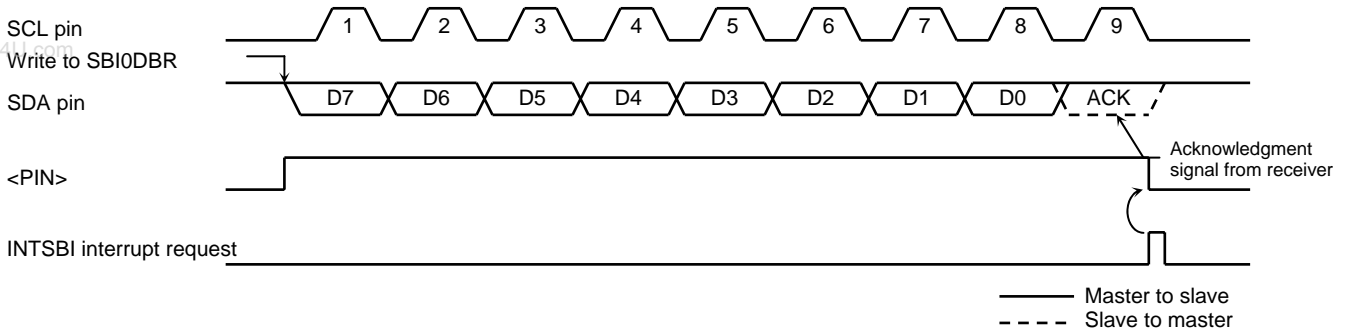 SCL pin
1 2 3 4 5 6 7 8 9
4U.com
Write to SBI0DBR
SDA pin
D7 D6 D5 D4 D3 D2 D1 D0 ACK
Acknowledgment
signal from receiver
<PIN>
INTSBI interrupt request
Master to slave
Slave to master